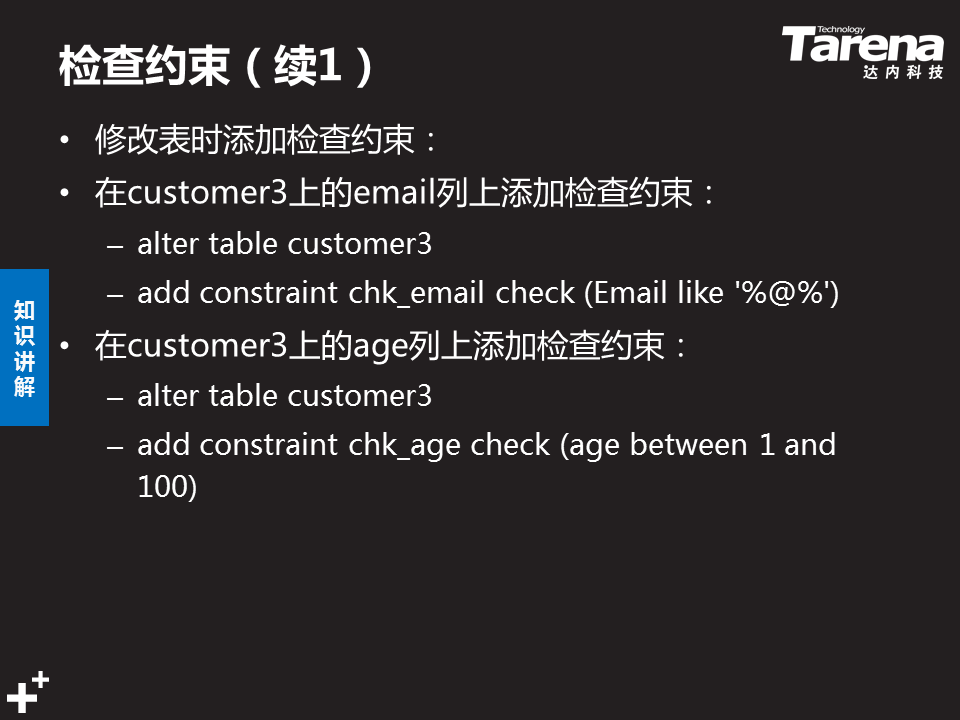 检查约束（续1）
Technology
Tarena
达内科技
• 修改表时添加检查约束：
• 在customer3上的email列上添加检查约束：
– alter table customer3
– add constraint chk_email check (Email like '%@%')
• 在customer3上的age列上添加检查约束：
– alter table customer3
– add constraint chk_age check (age between 1 and
100)
知识讲解